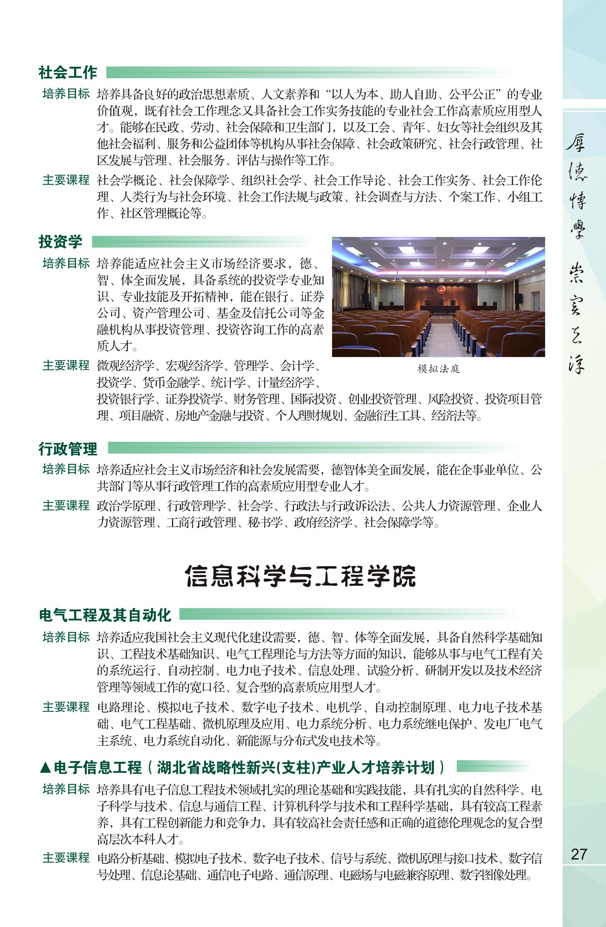 社会工作
培养目标 培养具备良好的政治思想素质、人文素养和“以人为本、助人自助、公平公正”的专业
价值观，既有社会工作理念又具备社会工作实务技能的专业社会工作高素质应用型人
才。能够在民政、劳动、社会保障和卫生部门，以及工会、青年、妇女等社会组织及其
他社会福利、服务和公益团体等机构从事社会保障、社会政策研究、社会行政管理、社
区发展与管理、社会服务、评估与操作等工作。
主要课程 社会学概论、社会保障学、组织社会学、社会工作导论、社会工作实务、社会工作伦
理、人类行为与社会环境、社会工作法规与政策、社会调查与方法、个案工作、小组工
作、社区管理概论等。
投资学
培养目标 培养能适应社会主义市场经济要求，德、
智、体全面发展，具备系统的投资学专业知
识、专业技能及开拓精神，能在银行、证券
公司、资产管理公司、基金及信托公司等金
融机构从事投资管理、投资咨询工作的高素
质人才。
主要课程 微观经济学、宏观经济学、管理学、会计学、
投资学、货币金融学、统计学、计量经济学、
投资银行学、证券投资学、财务管理、国际投资、创业投资管理、风险投资、投资项目管
理、项目融资、房地产金融与投资、个人理财规划、金融衍生工具、经济法等。
模拟法庭
行政管理
培养目标 培养适应社会主义市场经济和社会发展需要，德智体美全面发展，能在企事业单位、公
共部门等从事行政管理工作的高素质应用型专业人才。
主要课程 政治学原理、行政管理学、社会学、行政法与行政诉讼法、公共人力资源管理、企业人
力资源管理、工商行政管理、秘书学、政府经济学、社会保障学等。
信息科学与工程学院
电气工程及其自动化
培养目标 培养适应我国社会主义现代化建设需要，德、智、体等全面发展，具备自然科学基础知
识、工程技术基础知识、电气工程理论与方法等方面的知识，能够从事与电气工程有关
的系统运行、自动控制、电力电子技术、信息处理、试验分析、研制开发以及技术经济
管理等领域工作的宽口径、复合型的高素质应用型人才。
主要课程 电路理论、模拟电子技术、数字电子技术、电机学、自动控制原理、电力电子技术基
础、电气工程基础、微机原理及应用、电力系统分析、电力系统继电保护、发电厂电气
主系统、电力系统自动化、新能源与分布式发电技术等。
▲电子信息工程（湖北省战略性新兴(支柱)产业人才培养计划）
培养目标 培养具有电子信息工程技术领域扎实的理论基础和实践技能，具有扎实的自然科学、电
子科学与技术、信息与通信工程、计算机科学与技术和工程科学基础，具有较高工程素
养，具有工程创新能力和竞争力，具有较高社会责任感和正确的道德伦理观念的复合型
高层次本科人才。
主要课程 电路分析基础、模拟电子技术、数字电子技术、信号与系统、微机原理与接口技术、数字信
号处理、信息论基础、通信电子电路、通信原理、电磁场与电磁兼容原理、数字图像处理。
厚德博学 崇实
27